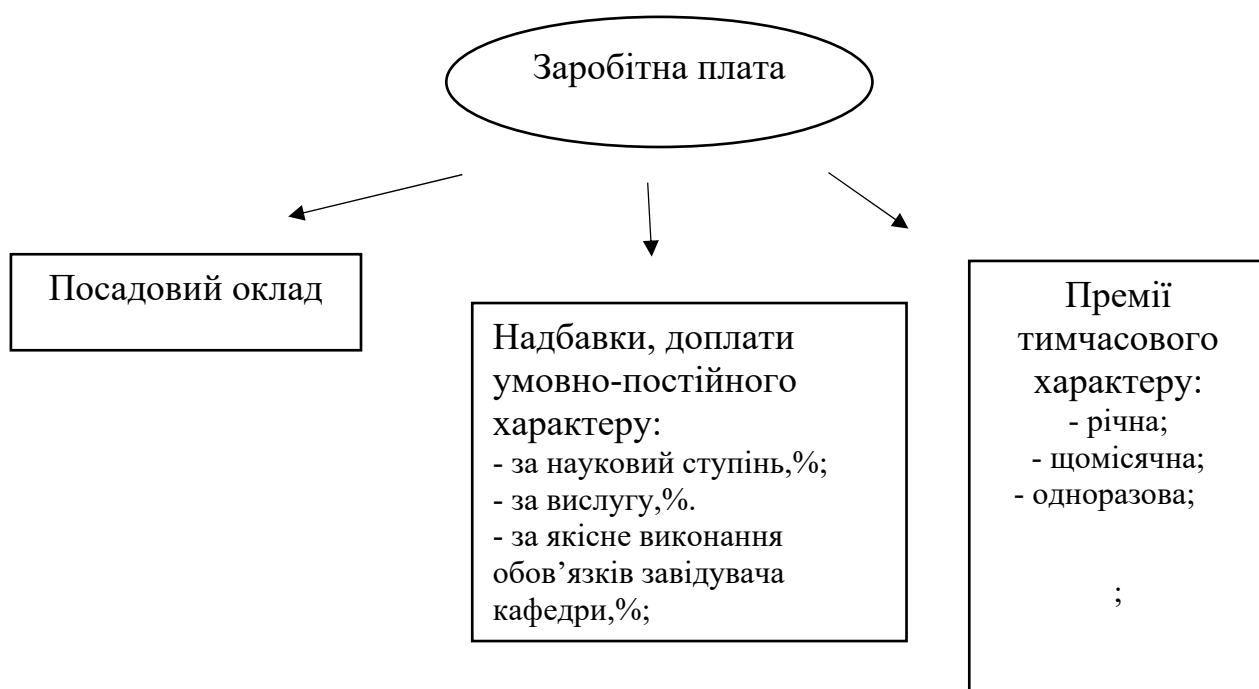 Заробітна плата
Посадовий оклад
Надбавки, доплати
умовно-постійного
характеру:
- за науковий ступінь,%;
- за вислугу,%.
- за якісне виконання
обов’язків завідувача
кафедри,%;
Премії
тимчасового
характеру:
- річна;
- щомісячна;
- одноразова;
;